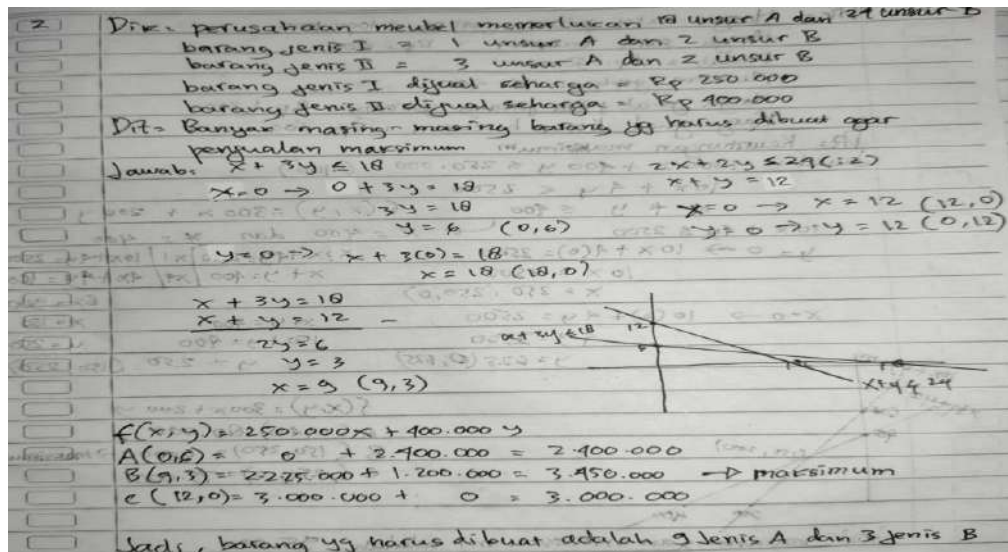 2 Dik: perusahaan meubel memerlukan 18 unsur A dan 24 unsur B
barang jenis I = 1 unsur A dan 2 unsur B
barang jenis II = 3 unsur A dan 2 unsur B
barang jenis I dijual seharga = Rp 250.000
barang jenis II dijual seharga = Rp 400.000
Dit = Banyak masing-masing barang yg harus dibuat agar
penjualan maksimum
Jawab: x + 3y ≤ 18 2x + 2y ≤ 24 (:2)
x=0 → 0 + 3y = 18 x + y = 12
3y = 18 x=0 → x = 12 (12,0)
y = 6 (0,6) y=0 → y = 12 (0,12)
y=0 → x + 3(0) = 18
x = 18 (18,0)
x + 3y = 18
x + y = 12 -
2y = 6
y = 3
x = 9 (9,3)
x+3y ≤ 18 12
6
12 18
x+y ≤ 24
f(x,y) = 250.000x + 400.000 y
A(0,6) = 0 + 2.400.000 = 2.400.000
B(9,3) = 2.225.000 + 1.200.000 = 3.450.000 → maksimum
c (12,0) = 3.000.000 + 0 = 3.000.000
Jadi, barang yg harus dibuat adalah 9 Jenis A dan 3 jenis B